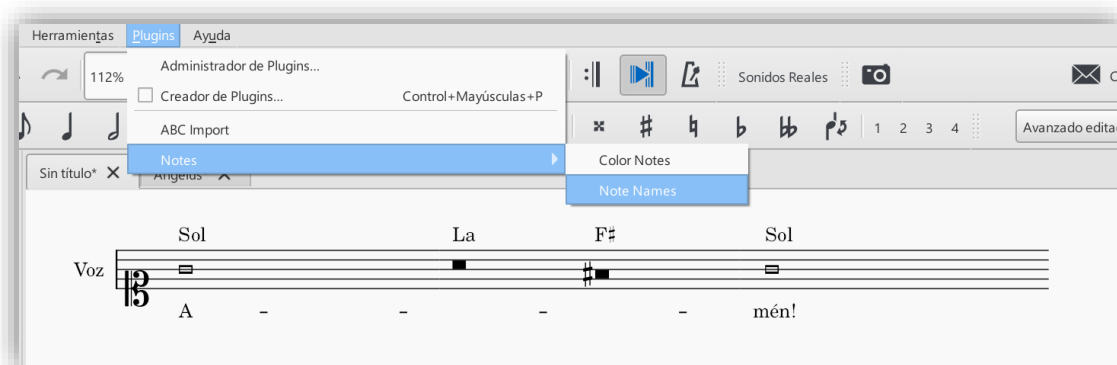 Herramientas Plugins Ayuda
112% Administrador de Plugins... Sonidos Reales
Creador de Plugins... Control+Mayúsculas+P
ABC Import 1 2 3 4 Avanzado edita
Notes Color Notes
Sin título* Angelus Note Names
Sol La F♯ Sol
Voz
A - - - - mén!